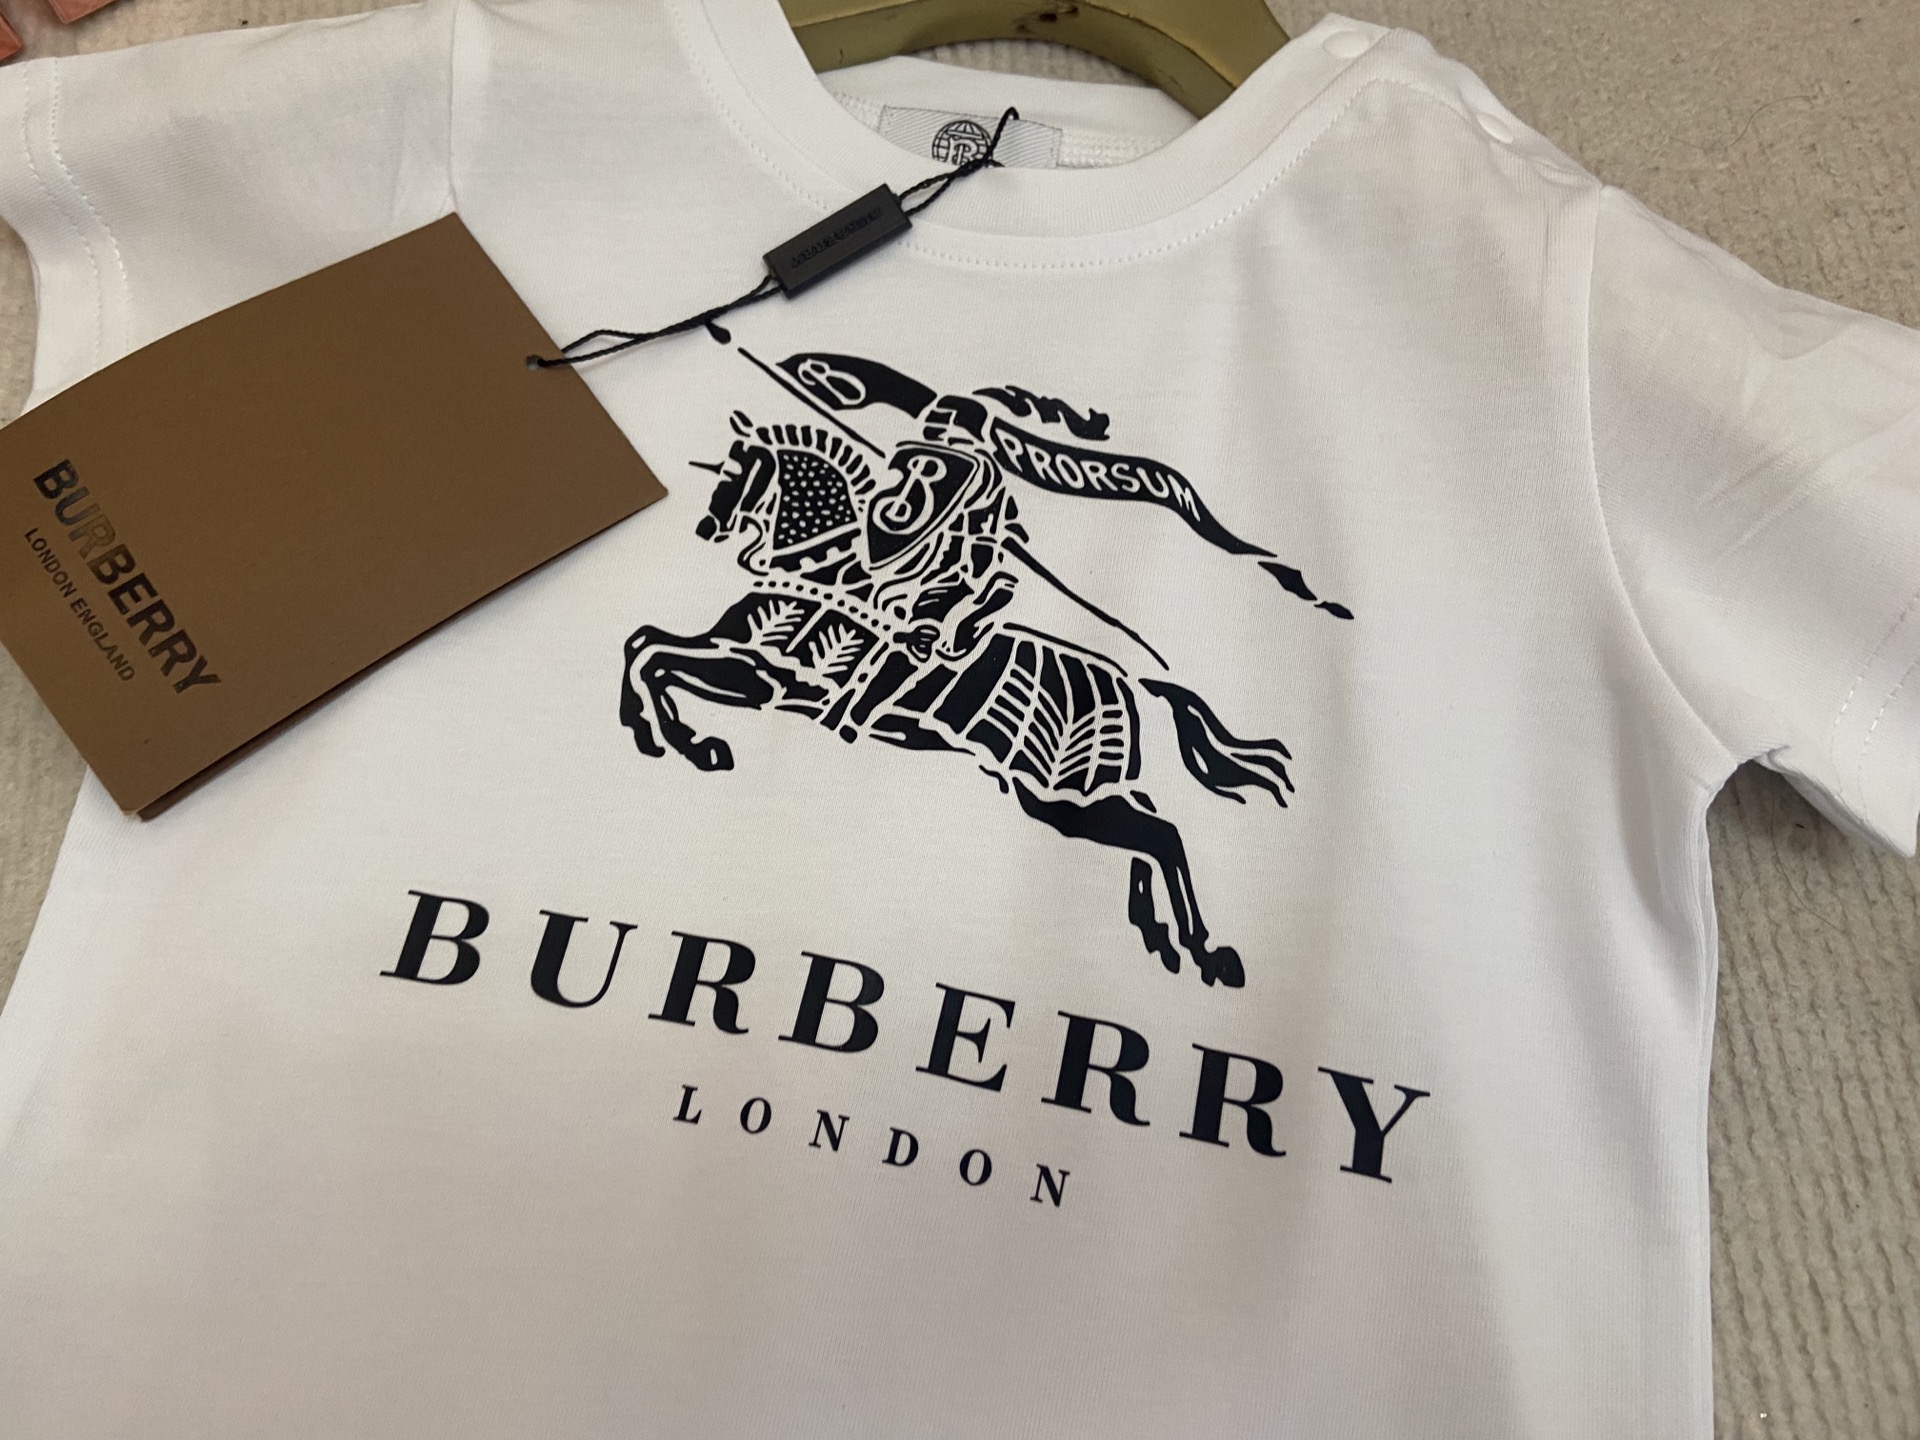 B
B
PRORSUM
B
BURBERRY
LONDON ENGLAND
BURBERRY
LONDON